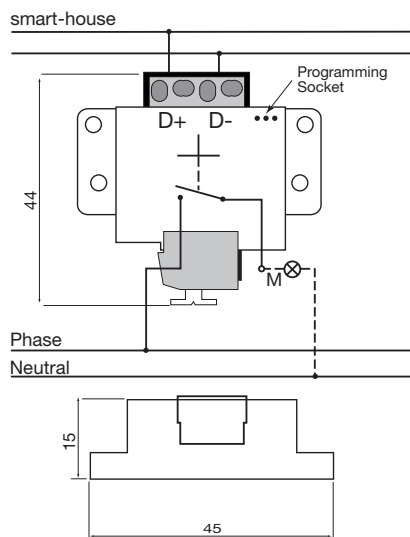 smart-house
Programming
Socket
D+ D-
44
M
Phase
Neutral
15
45